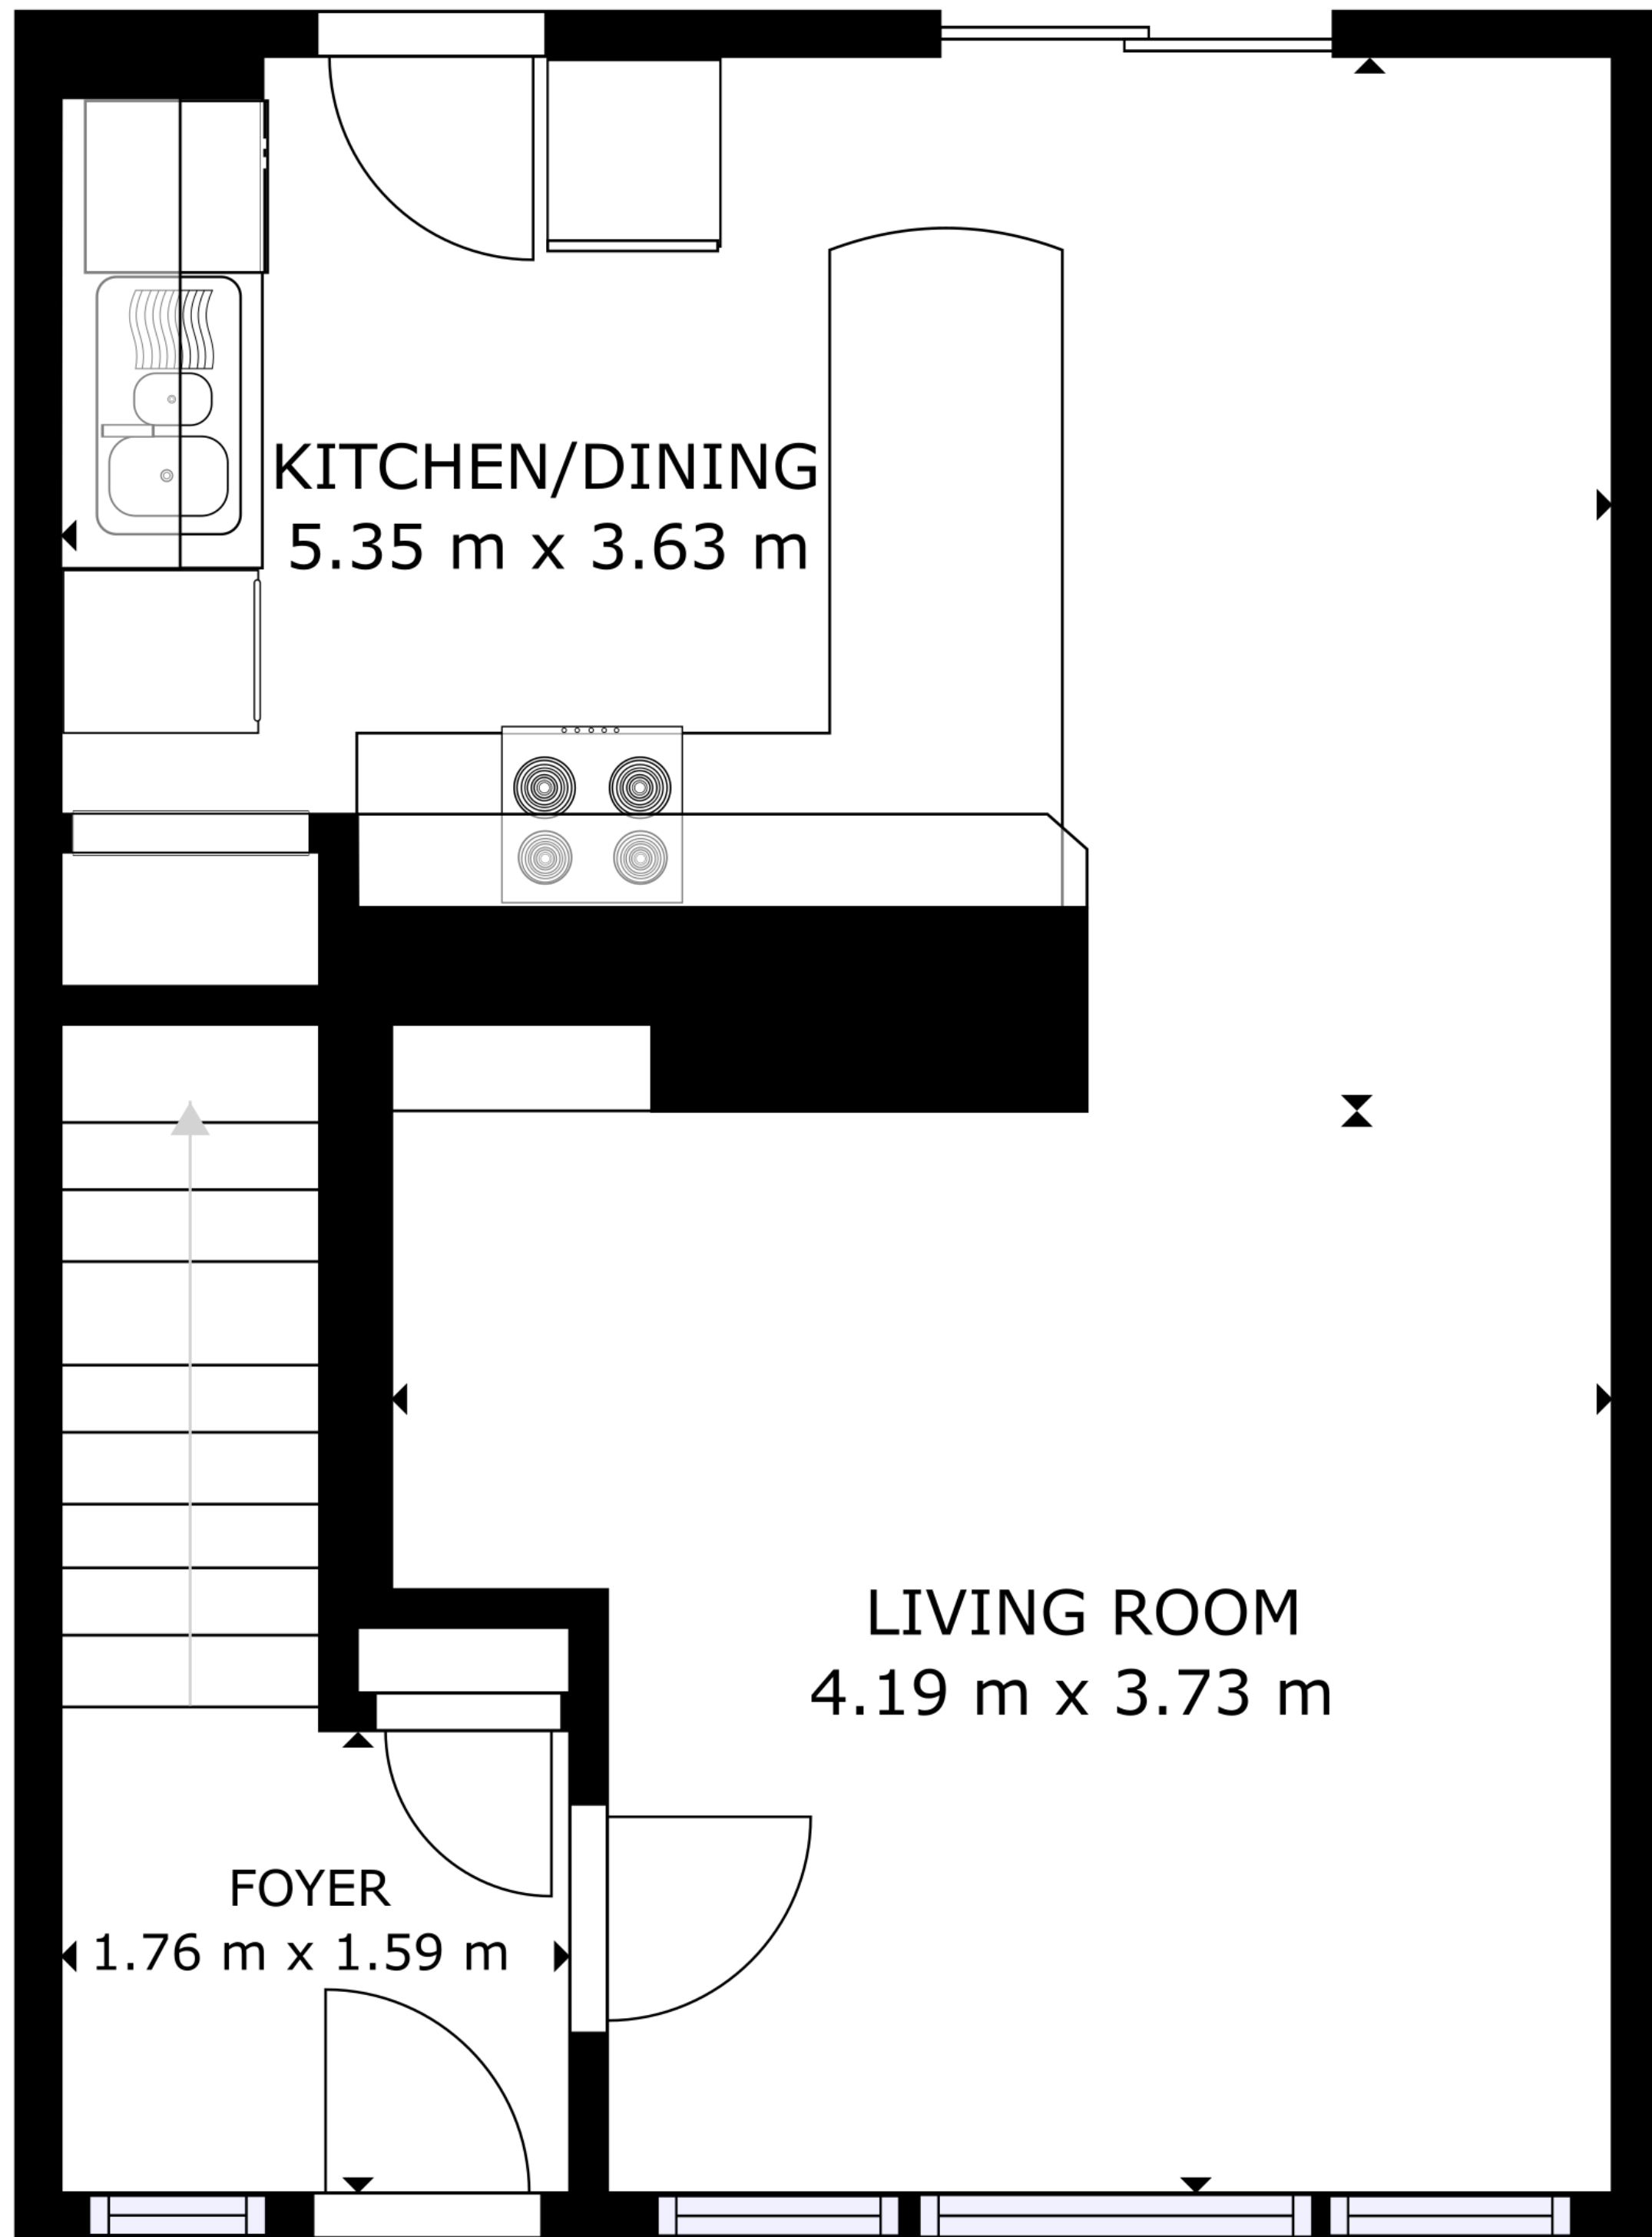 KITCHEN/DINING
5.35 m x 3.63 m
LIVING ROOM
4.19 m x 3.73 m
FOYER
1.76 m x 1.59 m